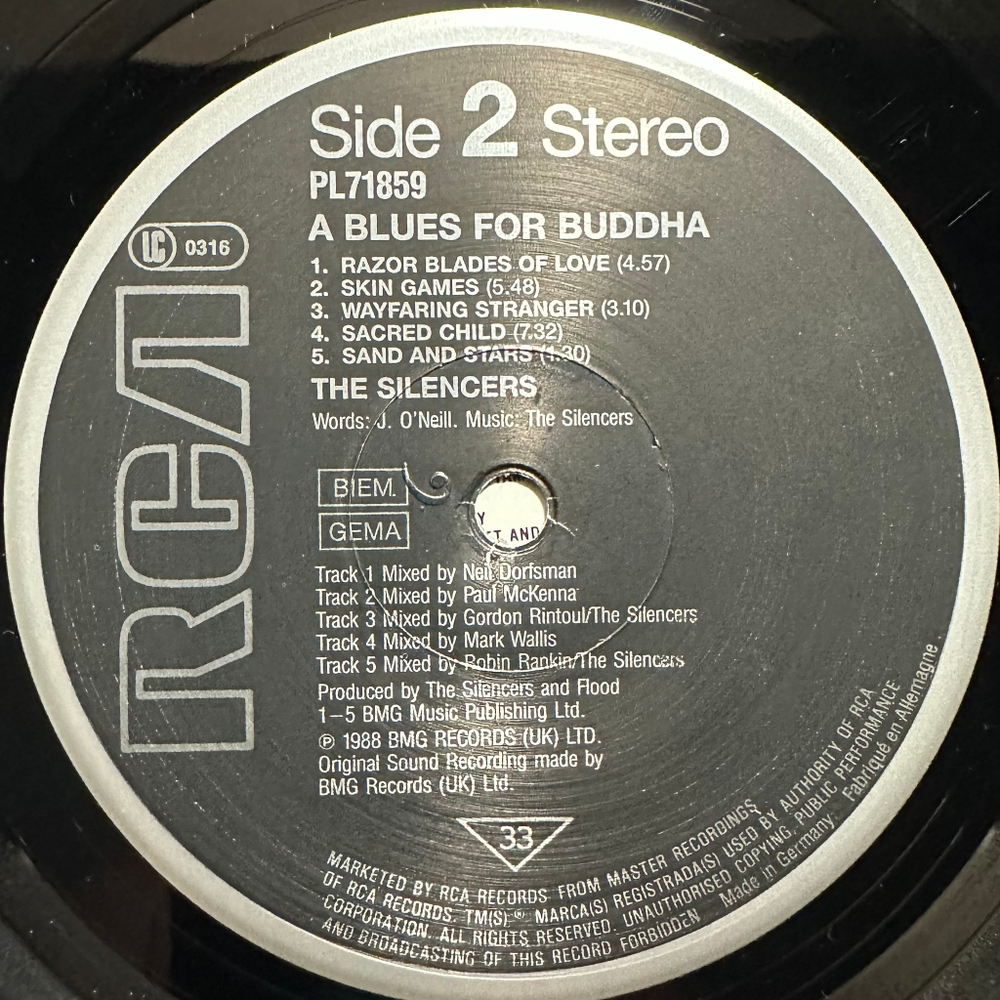 Side 2 Stereo
PL71859
A BLUES FOR BUDDHA
LC 0316
1. RAZOR BLADES OF LOVE (4.57)
2. SKIN GAMES (5.48)
3. WAYFARING STRANGER (3.10)
4. SACRED CHILD (7.32)
5. SAND AND STARS (1.30)
THE SILENCERS
Words: J. O'Neill. Music: The Silencers
RCA
BIEM
GEMA
Y
ET AND
Track 1 Mixed by Neil Dorfsman
Track 2 Mixed by Paul McKenna
Track 3 Mixed by Gordon Rintoul/The Silencers
Track 4 Mixed by Mark Wallis
Track 5 Mixed by Robin Rankin/The Silencers
Produced by The Silencers and Flood
1–5 BMG Music Publishing Ltd.
℗ 1988 BMG RECORDS (UK) LTD.
Original Sound Recording made by
BMG Records (UK) Ltd.
33
MARKETED BY RCA RECORDS FROM MASTER RECORDINGS
OF RCA RECORDS. TM(S) ® MARCA(S) REGISTRADA(S) USED BY AUTHORITY OF RCA
CORPORATION. ALL RIGHTS RESERVED. UNAUTHORISED COPYING, PUBLIC PERFORMANCE
AND BROADCASTING OF THIS RECORD FORBIDDEN Made in Germany Fabriqué en Allemagne